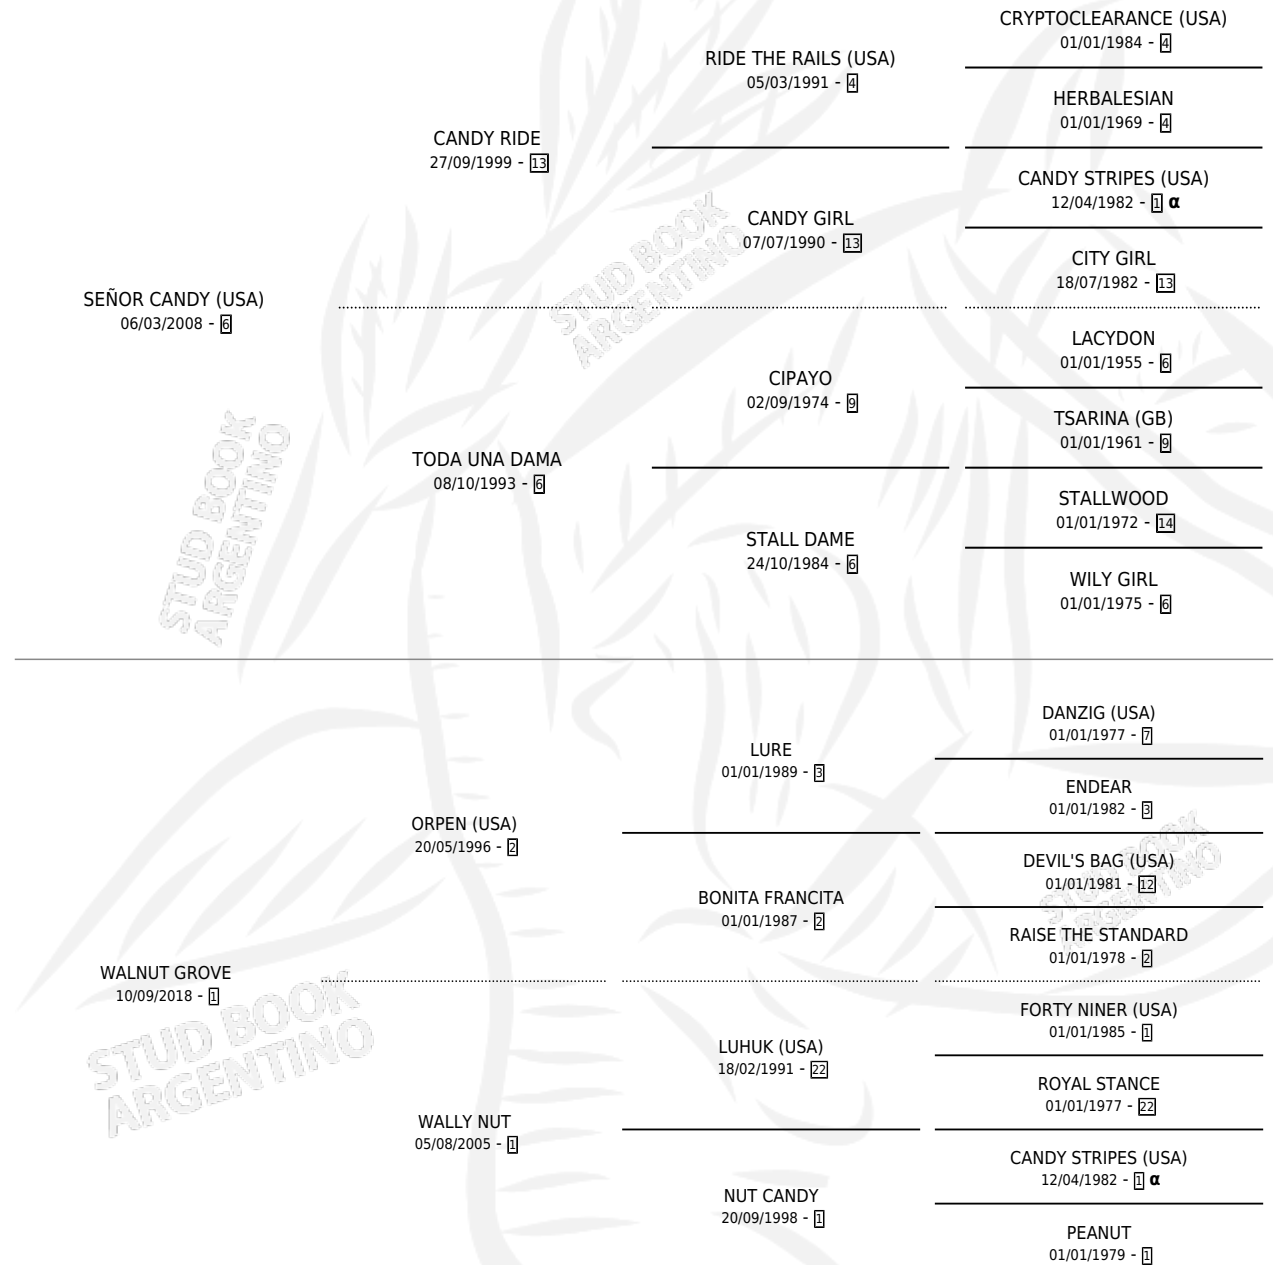 CRYPTOCLEARANCE (USA)
01/01/1984 - 4
RIDE THE RAILS (USA)
05/03/1991 - 4
HERBALESIAN
01/01/1969 - 4
CANDY RIDE
27/09/1999 - 13
CANDY STRIPES (USA)
12/04/1982 - 1 α
CANDY GIRL
07/07/1990 - 13
CITY GIRL
18/07/1982 - 13
SEÑOR CANDY (USA)
06/03/2008 - 6
LACYDON
01/01/1955 - 6
CIPAYO
02/09/1974 - 9
TSARINA (GB)
01/01/1961 - 9
TODA UNA DAMA
08/10/1993 - 6
STALLWOOD
01/01/1972 - 14
STALL DAME
24/10/1984 - 6
WILY GIRL
01/01/1975 - 6
DANZIG (USA)
01/01/1977 - 7
LURE
01/01/1989 - 3
ENDEAR
01/01/1982 - 3
ORPEN (USA)
20/05/1996 - 2
DEVIL'S BAG (USA)
01/01/1981 - 12
BONITA FRANCITA
01/01/1987 - 2
RAISE THE STANDARD
01/01/1978 - 2
WALNUT GROVE
10/09/2018 - 1
FORTY NINER (USA)
01/01/1985 - 1
LUHUK (USA)
18/02/1991 - 22
ROYAL STANCE
01/01/1977 - 22
WALLY NUT
05/08/2005 - 1
CANDY STRIPES (USA)
12/04/1982 - 1 α
NUT CANDY
20/09/1998 - 1
PEANUT
01/01/1979 - 1
STUD BOOK
ARGENTINO
STUD BOOK
ARGENTINO
STUD BOOK
ARGENTINO
STUD BOOK
ARGENTINO